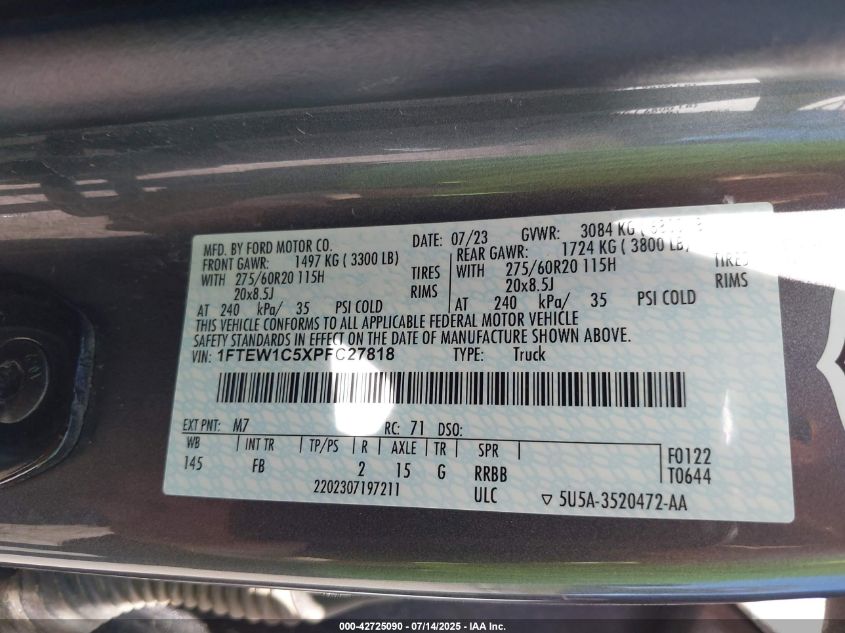 MFD. BY FORD MOTOR CO. DATE: 07/23 GVWR: 3084 KG
FRONT GAWR: 1497 KG ( 3300 LB) REAR GAWR: 1724 KG ( 3800 LB)
WITH 275/60R20 115H TIRES WITH 275/60R20 115H TIRES
20x8.5J RIMS 20x8.5J RIMS
AT 240 kPa/ 35 PSI COLD AT 240 kPa/ 35 PSI COLD
THIS VEHICLE CONFORMS TO ALL APPLICABLE FEDERAL MOTOR VEHICLE
SAFETY STANDARDS IN EFFECT ON THE DATE OF MANUFACTURE SHOWN ABOVE.
VIN: 1FTEW1C5XPFC27818 TYPE: Truck
EXT PNT: M7 RC: 71 DSO:
WB INT TR TP/PS R AXLE TR SPR F0122
145 FB 2 15 G RRBB T0644
2202307197211 ULC ▽ 5U5A-3520472-AA
000-42725090 - 07/14/2025 - IAA Inc.